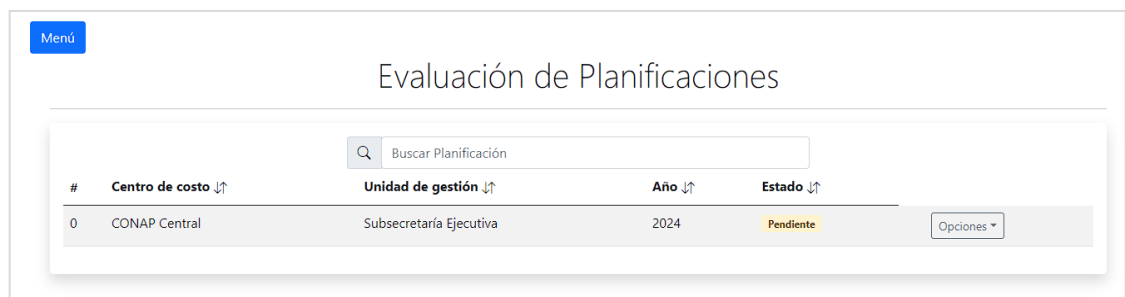 Menú
Evaluación de Planificaciones
Buscar Planificación
# Centro de costo Unidad de gestión Año Estado
0 CONAP Central Subsecretaría Ejecutiva 2024 Pendiente Opciones